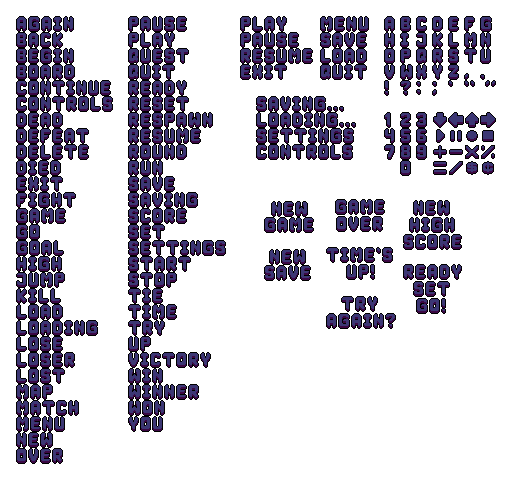 AGAIN
BACK
BEGIN
BOARD
CONTINUE
CONTROLS
DEAD
DEFEAT
DELETE
DIED
EXIT
FIGHT
GAME
GO
GOAL
HIGH
JUMP
KILL
LOAD
LOADING
LOSE
LOSER
LOST
MAP
MATCH
MENU
NEW
OVER
PAUSE
PLAY
QUEST
QUIT
READY
RESET
RESPAWN
RESUME
ROUND
RUN
SAVE
SAVING
SCORE
SET
SETTINGS
START
STOP
TIE
TIME
TRY
UP
VICTORY
WIN
WINNER
WON
YOU
PLAY
PAUSE
RESUME
EXIT
MENU
SAVE
LOAD
QUIT
SAVING...
LOADING...
SETTINGS
CONTROLS
NEW
GAME
GAME
OVER
NEW
HIGH
SCORE
NEW
SAVE
TIME'S
UP!
READY
SET
GO!
TRY
AGAIN?
A B C D E F G
H I J K L M N
O P Q R S T U
V W X Y Z
1 2 3
4 5 6
7 8 9
0